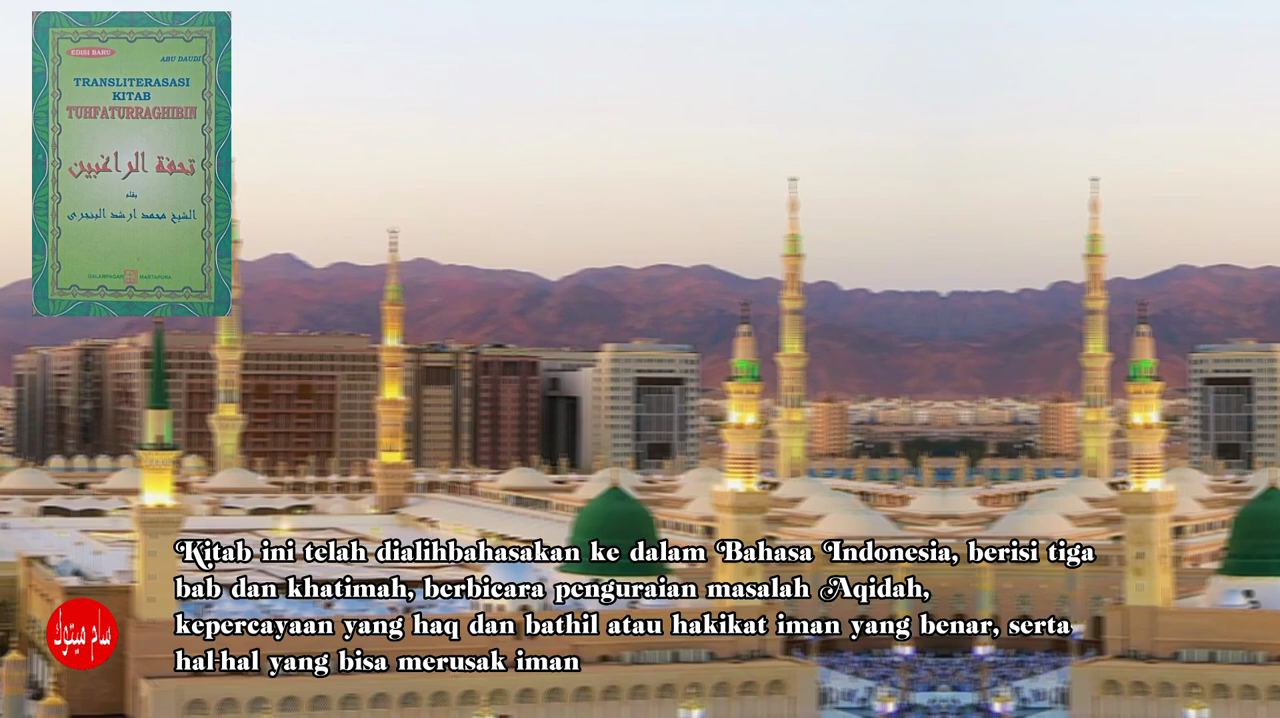 EDISI BARU
ABU DAUDI
TRANSLITERASI
KITAB
TUHFATURRAGHIBIN
تحفة الراغبين
بقلم
الشيخ محمد ارشد البنجرى
DALAMPAGAR MARTAPURA
Kitab ini telah dialihbahasakan ke dalam Bahasa Indonesia, berisi tiga
bab dan khatimah, berbicara penguraian masalah Aqidah,
kepercayaan yang haq dan bathil atau hakikat iman yang benar, serta
hal-hal yang bisa merusak iman
سام ميتوك